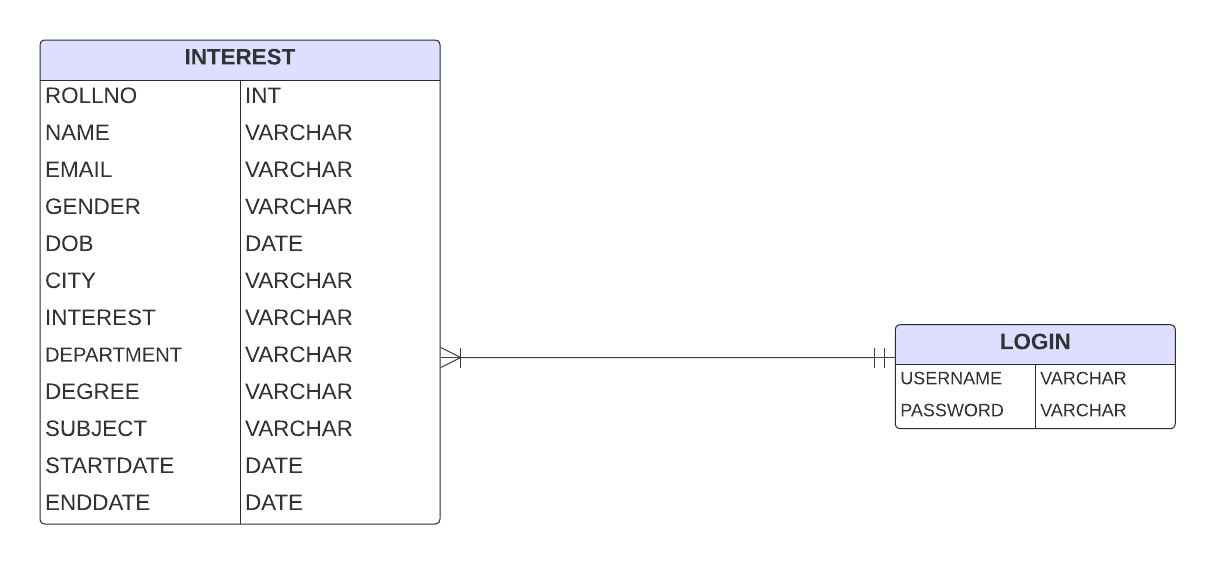 INTEREST
ROLLNO INT
NAME VARCHAR
EMAIL VARCHAR
GENDER VARCHAR
DOB DATE
CITY VARCHAR
INTEREST VARCHAR
DEPARTMENT VARCHAR
DEGREE VARCHAR
SUBJECT VARCHAR
STARTDATE DATE
ENDDATE DATE
LOGIN
USERNAME VARCHAR
PASSWORD VARCHAR